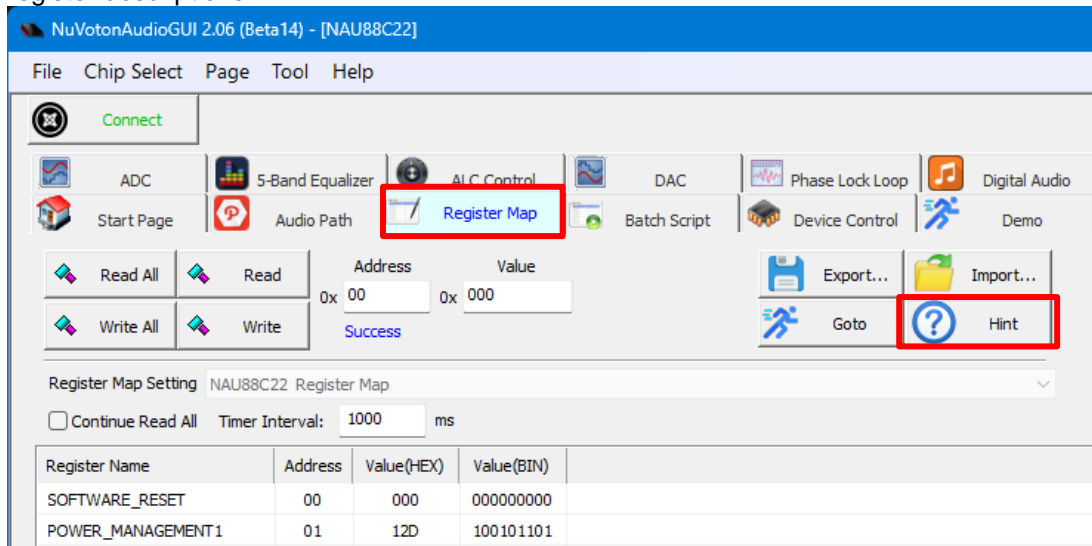 NuVotonAudioGUI 2.06 (Beta14) - [NAU88C22]
File Chip Select Page Tool Help
Connect
ADC 5-Band Equalizer ALC Control DAC Phase Lock Loop Digital Audio
Start Page Audio Path Register Map Batch Script Device Control Demo
Read All Read Address Value Export... Import...
0x 00 0x 000
Write All Write Success Goto Hint
Register Map Setting NAU88C22 Register Map
Continue Read All Timer Interval: 1000 ms
Register Name Address Value(HEX) Value(BIN)
SOFTWARE_RESET 00 000 000000000
POWER_MANAGEMENT1 01 12D 100101101